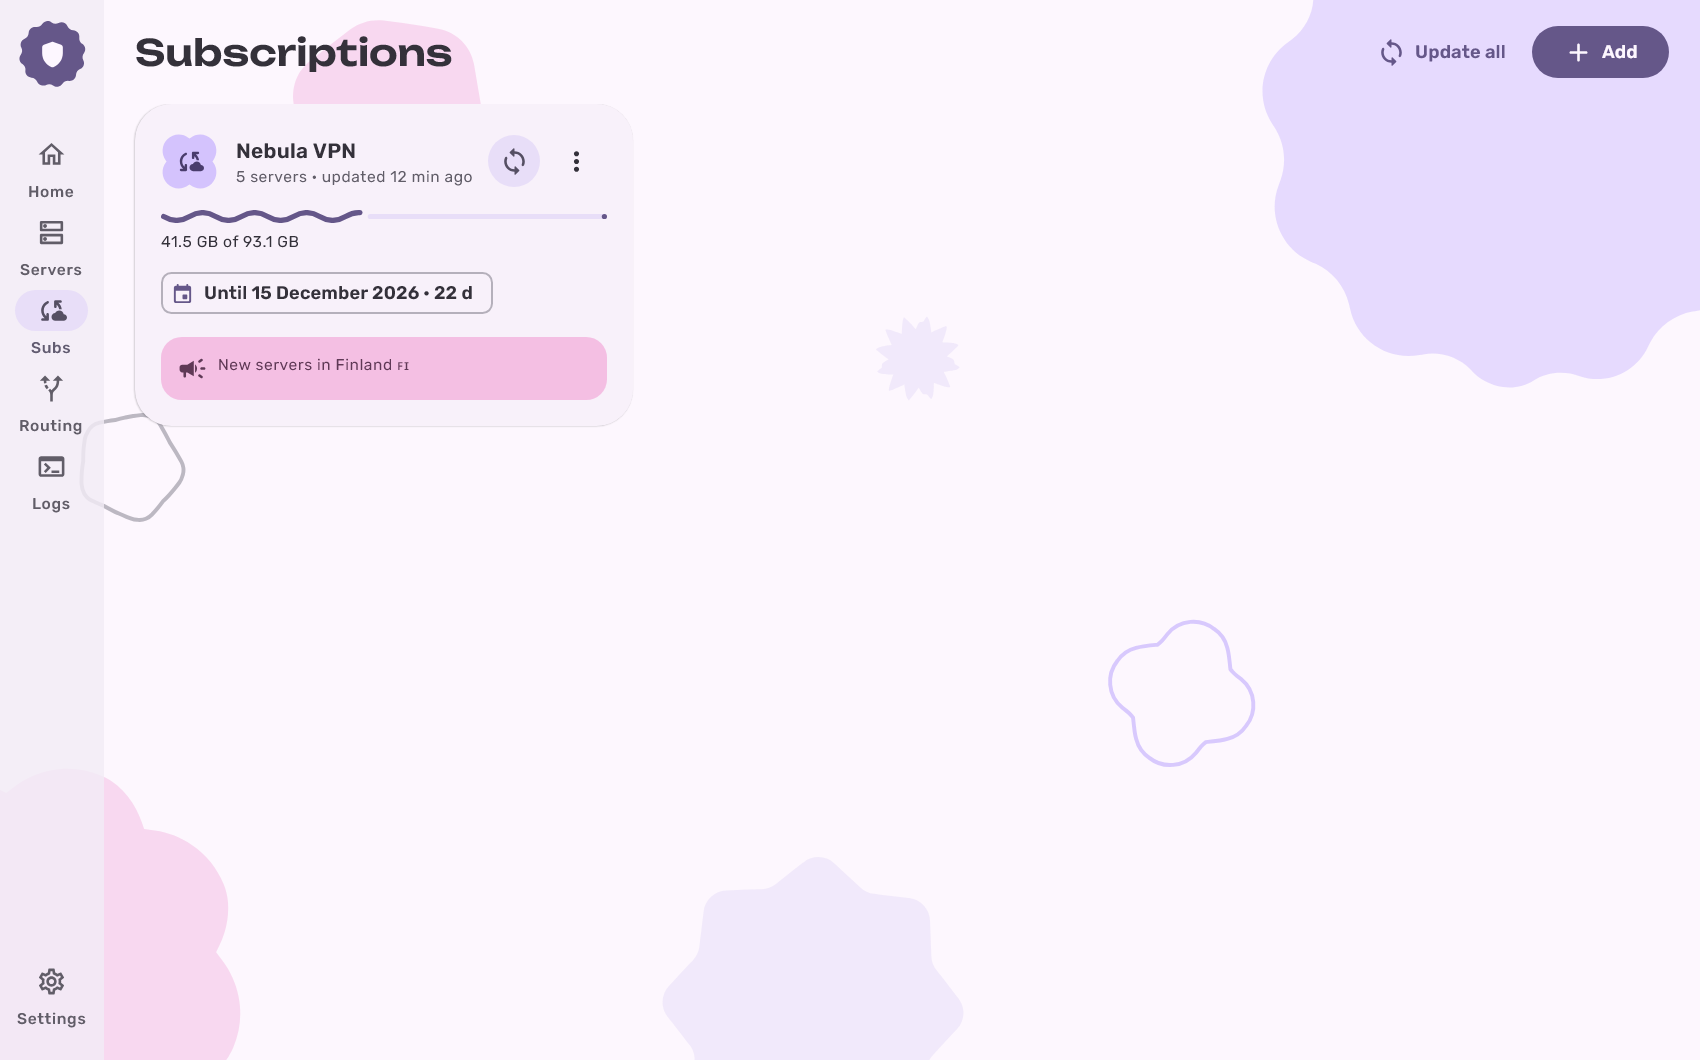 Subscriptions
Update all
Add
Home
Servers
Subs
Routing
Logs
Settings
Nebula VPN
5 servers • updated 12 min ago
41.5 GB of 93.1 GB
Until 15 December 2026 • 22 d
New servers in Finland FI